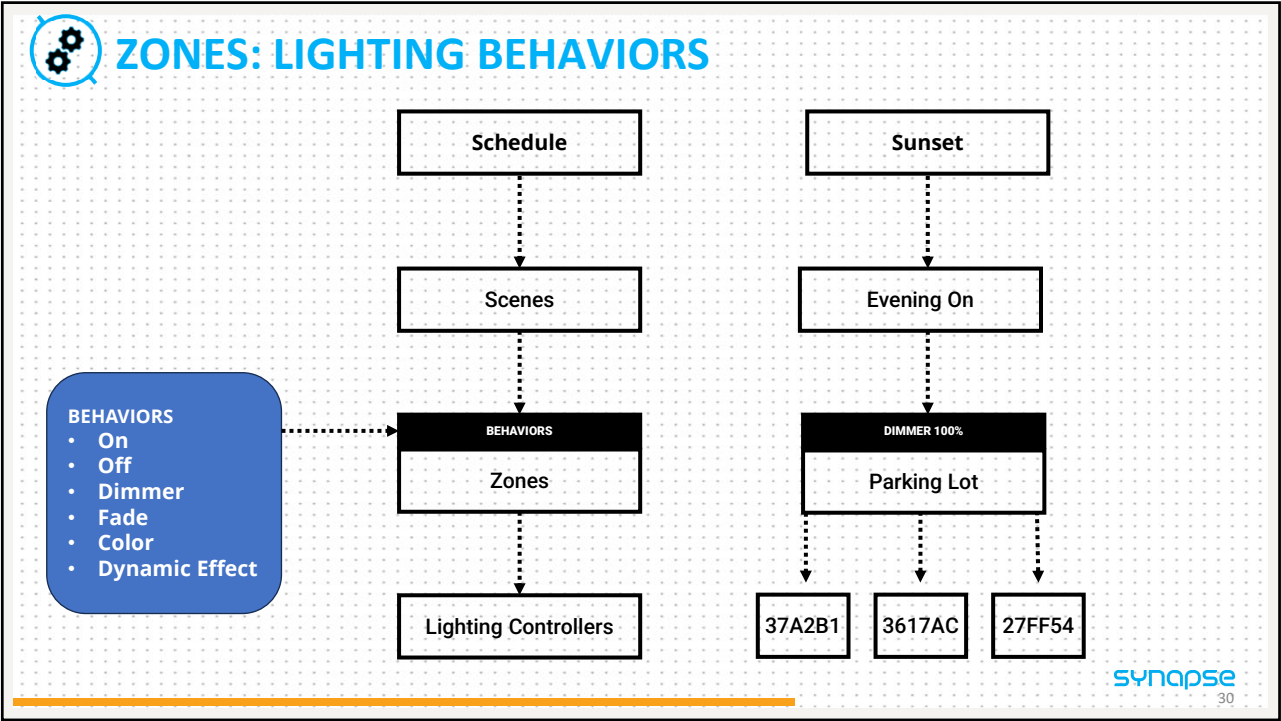 ZONES: LIGHTING BEHAVIORS
Schedule
Scenes
BEHAVIORS
• On
• Off
• Dimmer
• Fade
• Color
• Dynamic Effect
BEHAVIORS
Zones
Lighting Controllers
Sunset
Evening On
DIMMER 100%
Parking Lot
37A2B1
3617AC
27FF54
synapse
30